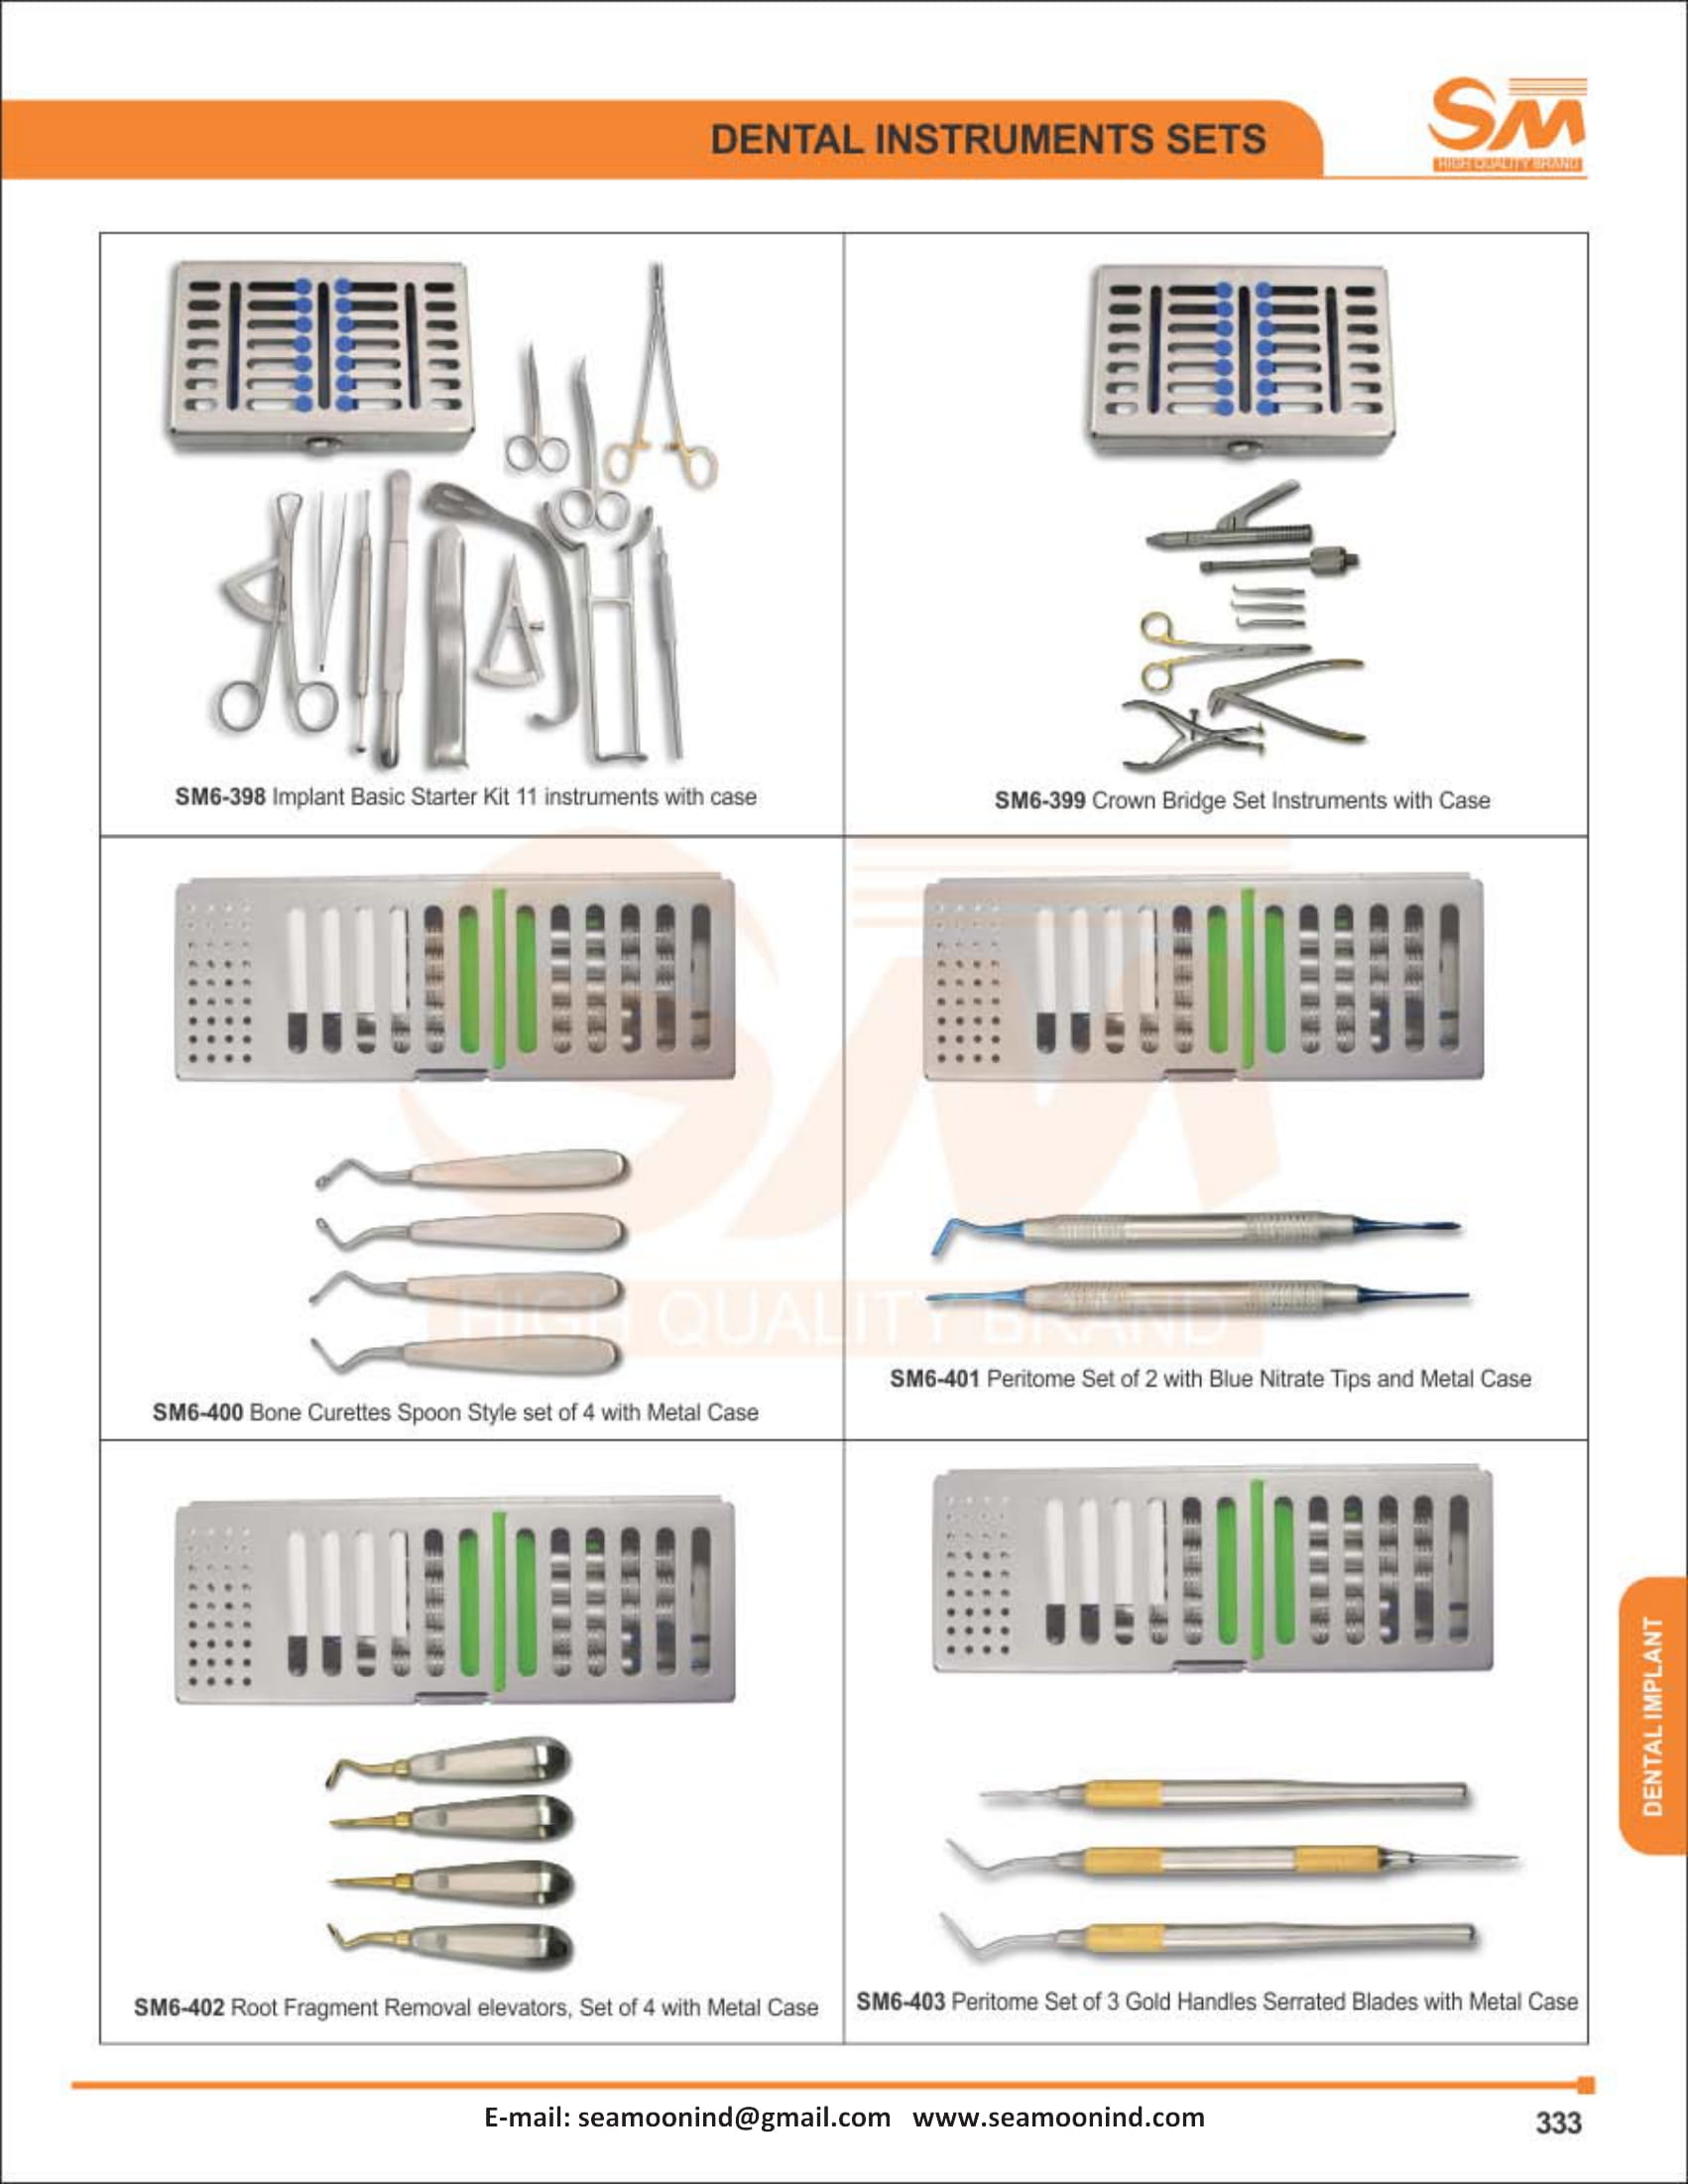 DENTAL INSTRUMENTS SETS
SM
HIGH QUALITY BRAND
SM6-398 Implant Basic Starter Kit 11 instruments with case
SM6-399 Crown Bridge Set Instruments with Case
SM6-400 Bone Curettes Spoon Style set of 4 with Metal Case
SM6-401 Peritome Set of 2 with Blue Nitrate Tips and Metal Case
SM
HIGH QUALITY BRAND
SM6-402 Root Fragment Removal elevators, Set of 4 with Metal Case
SM6-403 Peritome Set of 3 Gold Handles Serrated Blades with Metal Case
DENTAL IMPLANT
E-mail: seamoonind@gmail.com www.seamoonind.com
333